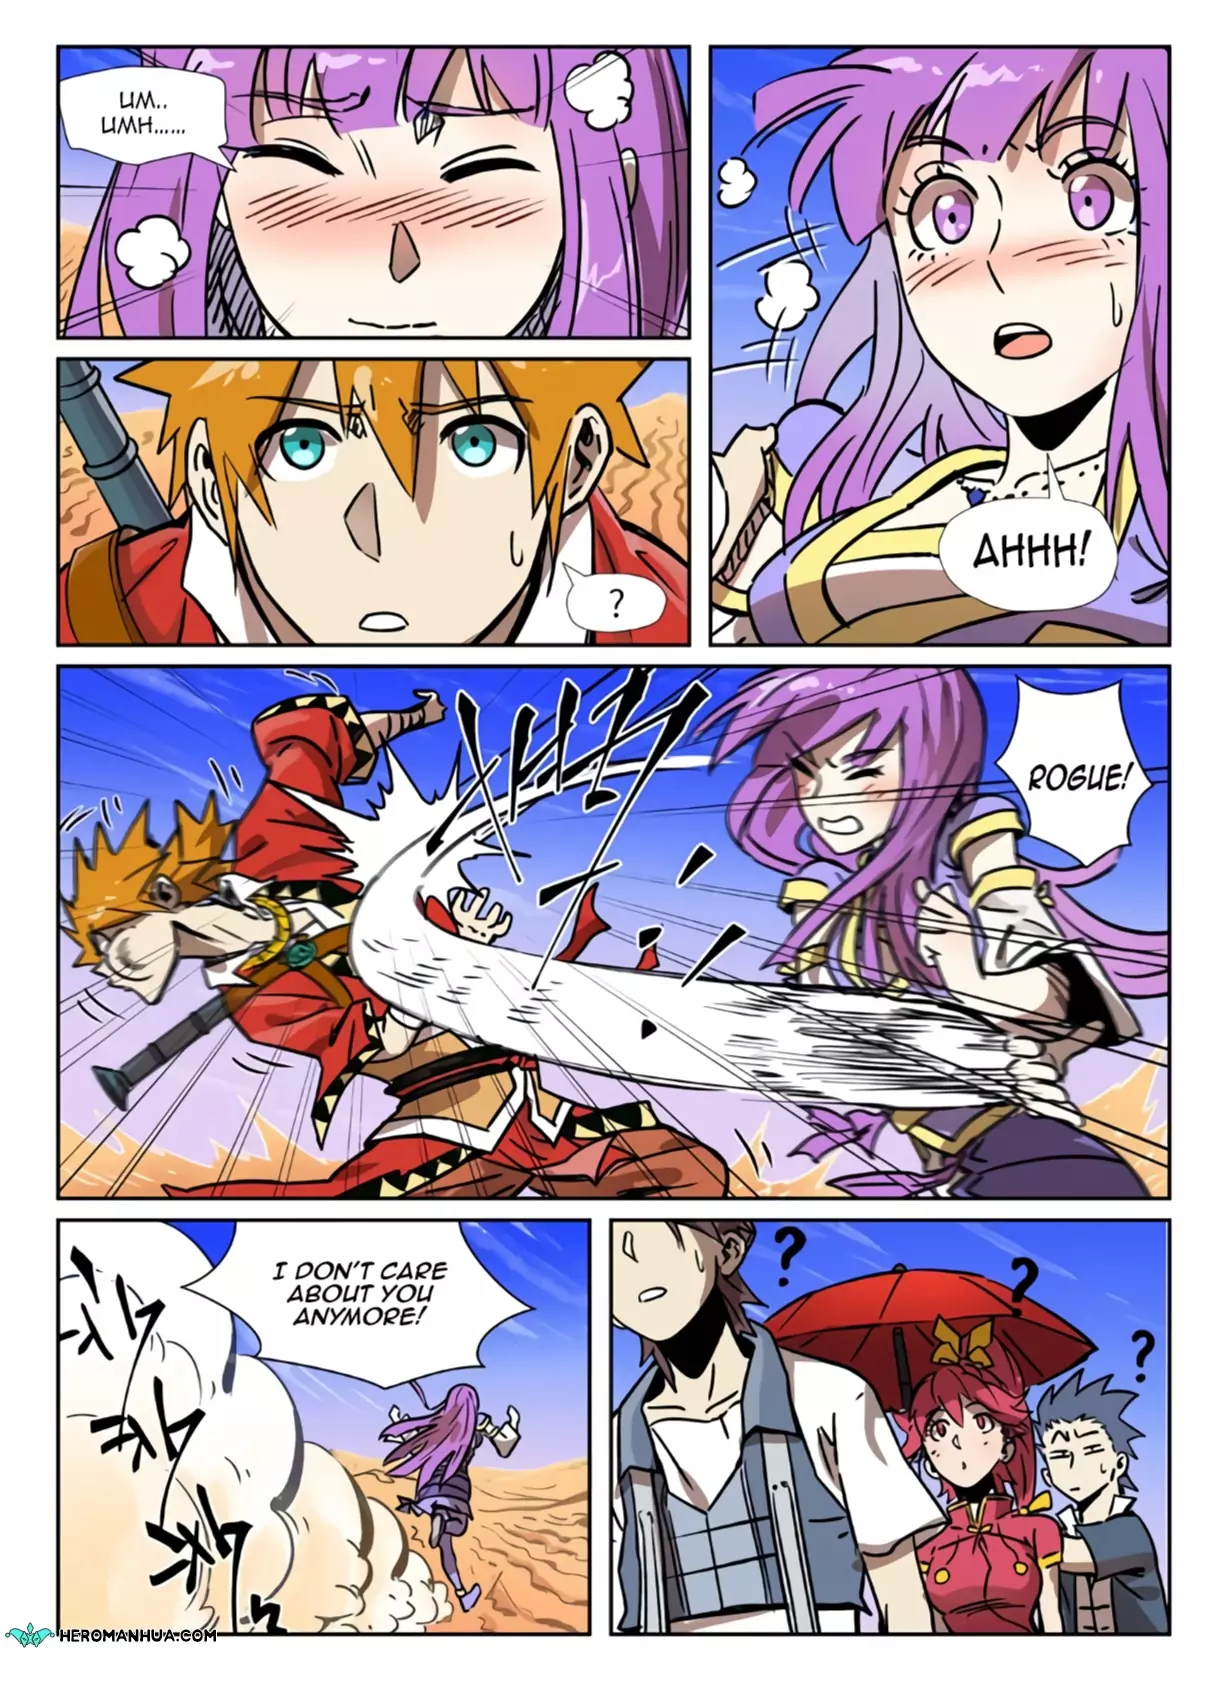 UM..
UMH......
AHHH!
?
ROGUE!
I DON'T CARE
ABOUT YOU
ANYMORE!
?
?
?
HEROMANHUA.COM